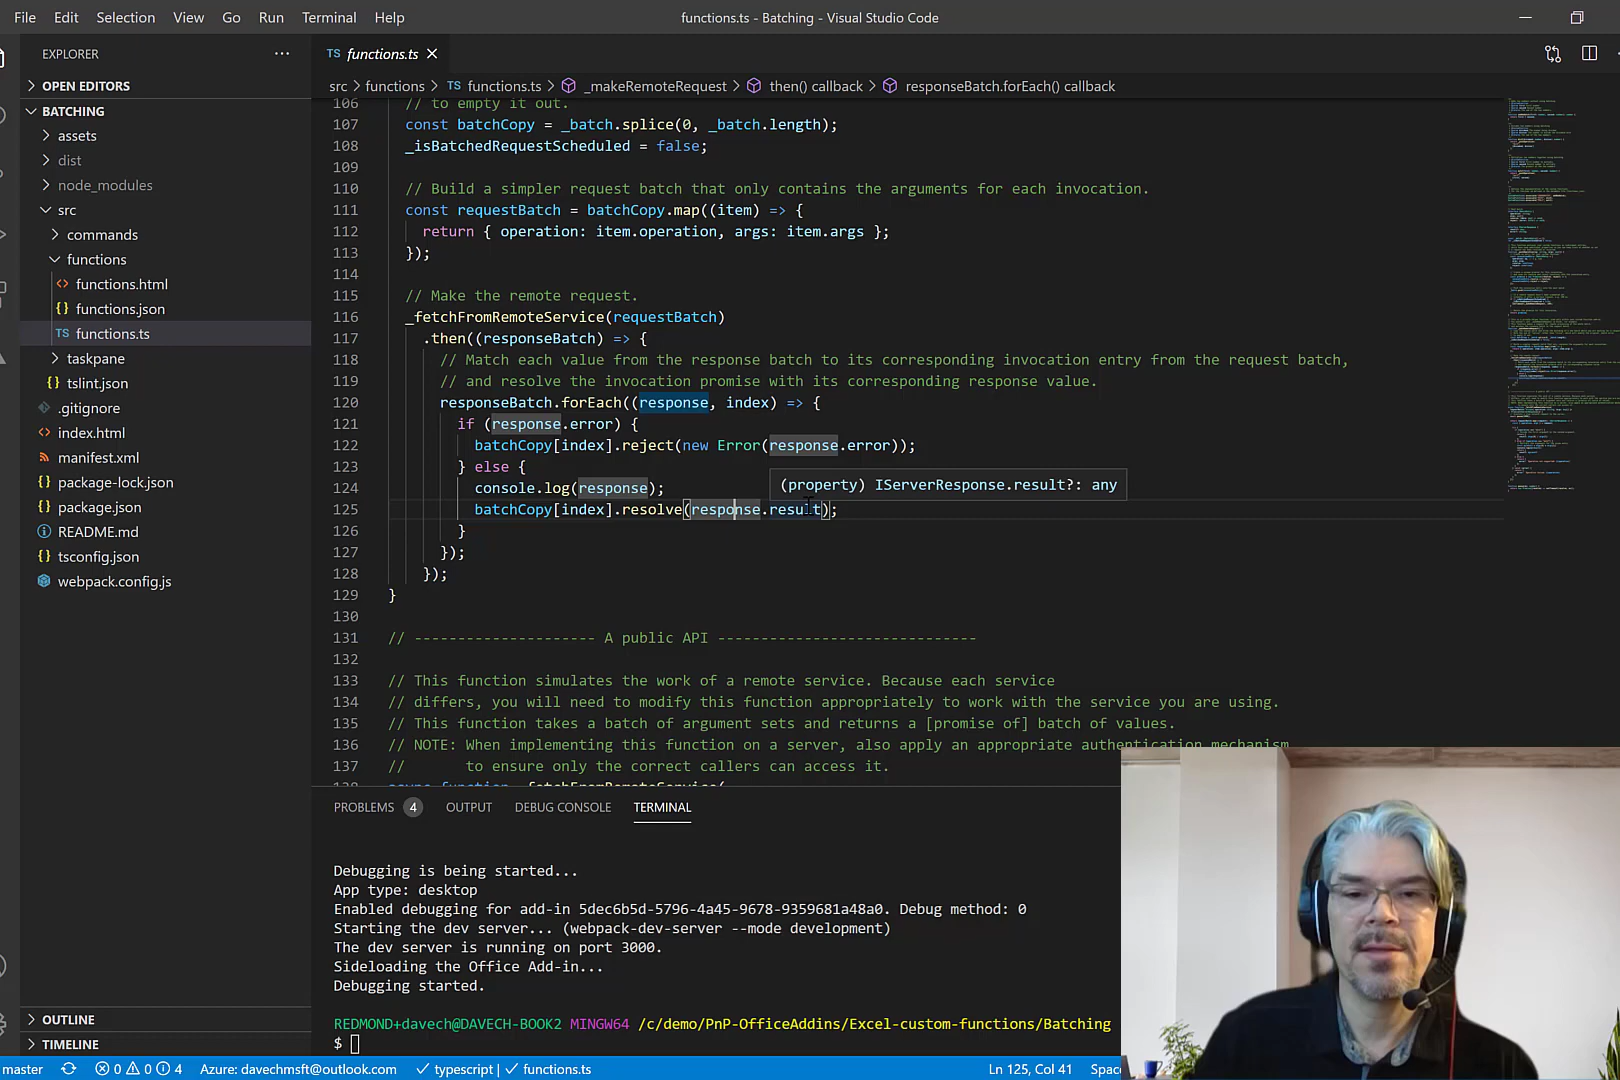 File Edit Selection View Go Run Terminal Help
functions.ts - Batching - Visual Studio Code
EXPLORER
OPEN EDITORS
BATCHING
assets
dist
node_modules
src
commands
functions
functions.html
functions.json
functions.ts
taskpane
tslint.json
.gitignore
index.html
manifest.xml
package-lock.json
package.json
README.md
tsconfig.json
webpack.config.js
OUTLINE
TIMELINE
TS functions.ts
src > functions > TS functions.ts > _makeRemoteRequest > then() callback > responseBatch.forEach() callback
106 // to empty it out.
107 const batchCopy = _batch.splice(0, _batch.length);
108 _isBatchedRequestScheduled = false;
109
110 // Build a simpler request batch that only contains the arguments for each invocation.
111 const requestBatch = batchCopy.map((item) => {
112 return { operation: item.operation, args: item.args };
113 });
114
115 // Make the remote request.
116 _fetchFromRemoteService(requestBatch)
117 .then((responseBatch) => {
118 // Match each value from the response batch to its corresponding invocation entry from the request batch,
119 // and resolve the invocation promise with its corresponding response value.
120 responseBatch.forEach((response, index) => {
121 if (response.error) {
122 batchCopy[index].reject(new Error(response.error));
123 } else {
(property) IServerResponse.result?: any
124 console.log(response);
125 batchCopy[index].resolve(response.result);
126 }
127 });
128 });
129 }
130
131 // --------------------- A public API ------------------------------
132
133 // This function simulates the work of a remote service. Because each service
134 // differs, you will need to modify this function appropriately to work with the service you are using.
135 // This function takes a batch of argument sets and returns a [promise of] batch of values.
136 // NOTE: When implementing this function on a server, also apply an appropriate authentication mechanism
137 // to ensure only the correct callers can access it.
138 async function _fetchFromRemoteService(
PROBLEMS 4 OUTPUT DEBUG CONSOLE TERMINAL
Debugging is being started...
App type: desktop
Enabled debugging for add-in 5dec6b5d-5796-4a45-9678-9359681a48a0. Debug method: 0
Starting the dev server... (webpack-dev-server --mode development)
The dev server is running on port 3000.
Sideloading the Office Add-in...
Debugging started.
REDMOND+davech@DAVECH-BOOK2 MINGW64 /c/demo/PnP-OfficeAddins/Excel-custom-functions/Batching
$
master 0 0 4 Azure: davechmsft@outlook.com typescript | functions.ts Ln 125, Col 41